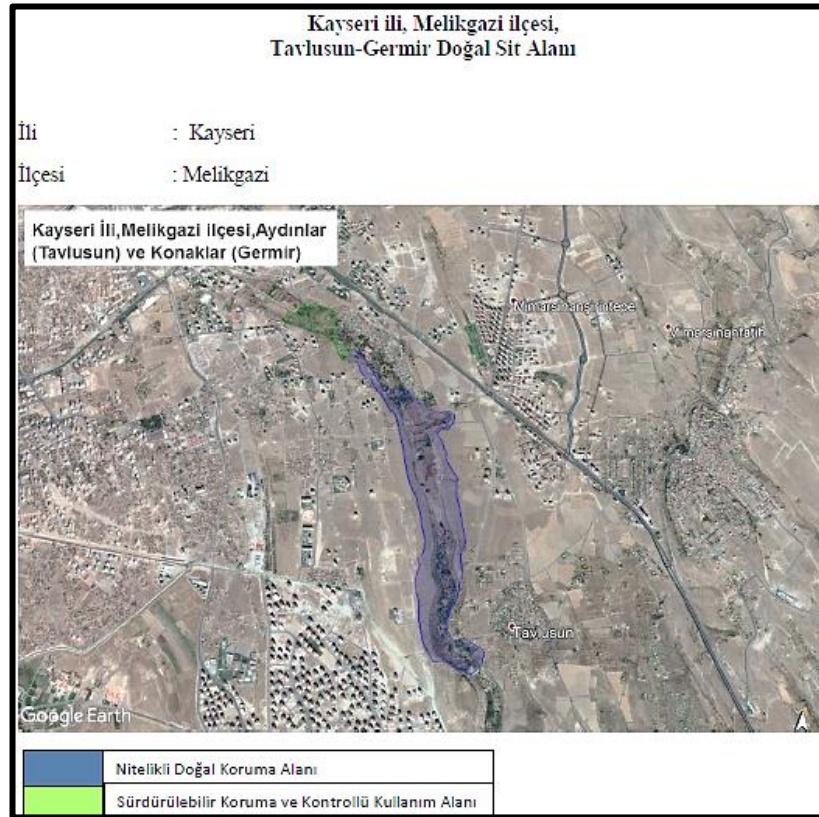 Kayseri ili, Melikgazi ilçesi,
Tavlusun-Germir Doğal Sit Alanı
İli : Kayseri
İlçesi : Melikgazi
Kayseri İli,Melikgazi ilçesi,Aydınlar
(Tavlusun) ve Konaklar (Germir)
Mimarsinanfatih
Tavlusun
Google Earth
Nitelikli Doğal Koruma Alanı
Sürdürülebilir Koruma ve Kontrollü Kullanım Alanı